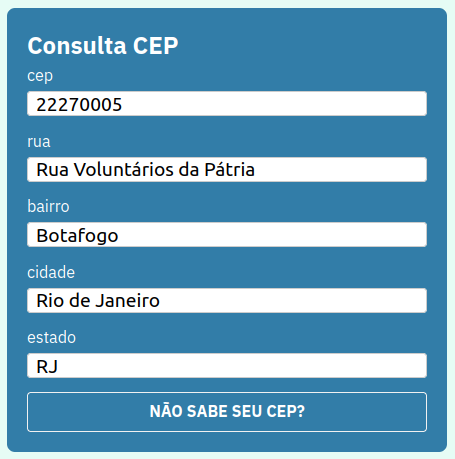 Consulta CEP
cep
22270005
rua
Rua Voluntários da Pátria
bairro
Botafogo
cidade
Rio de Janeiro
estado
RJ
NÃO SABE SEU CEP?